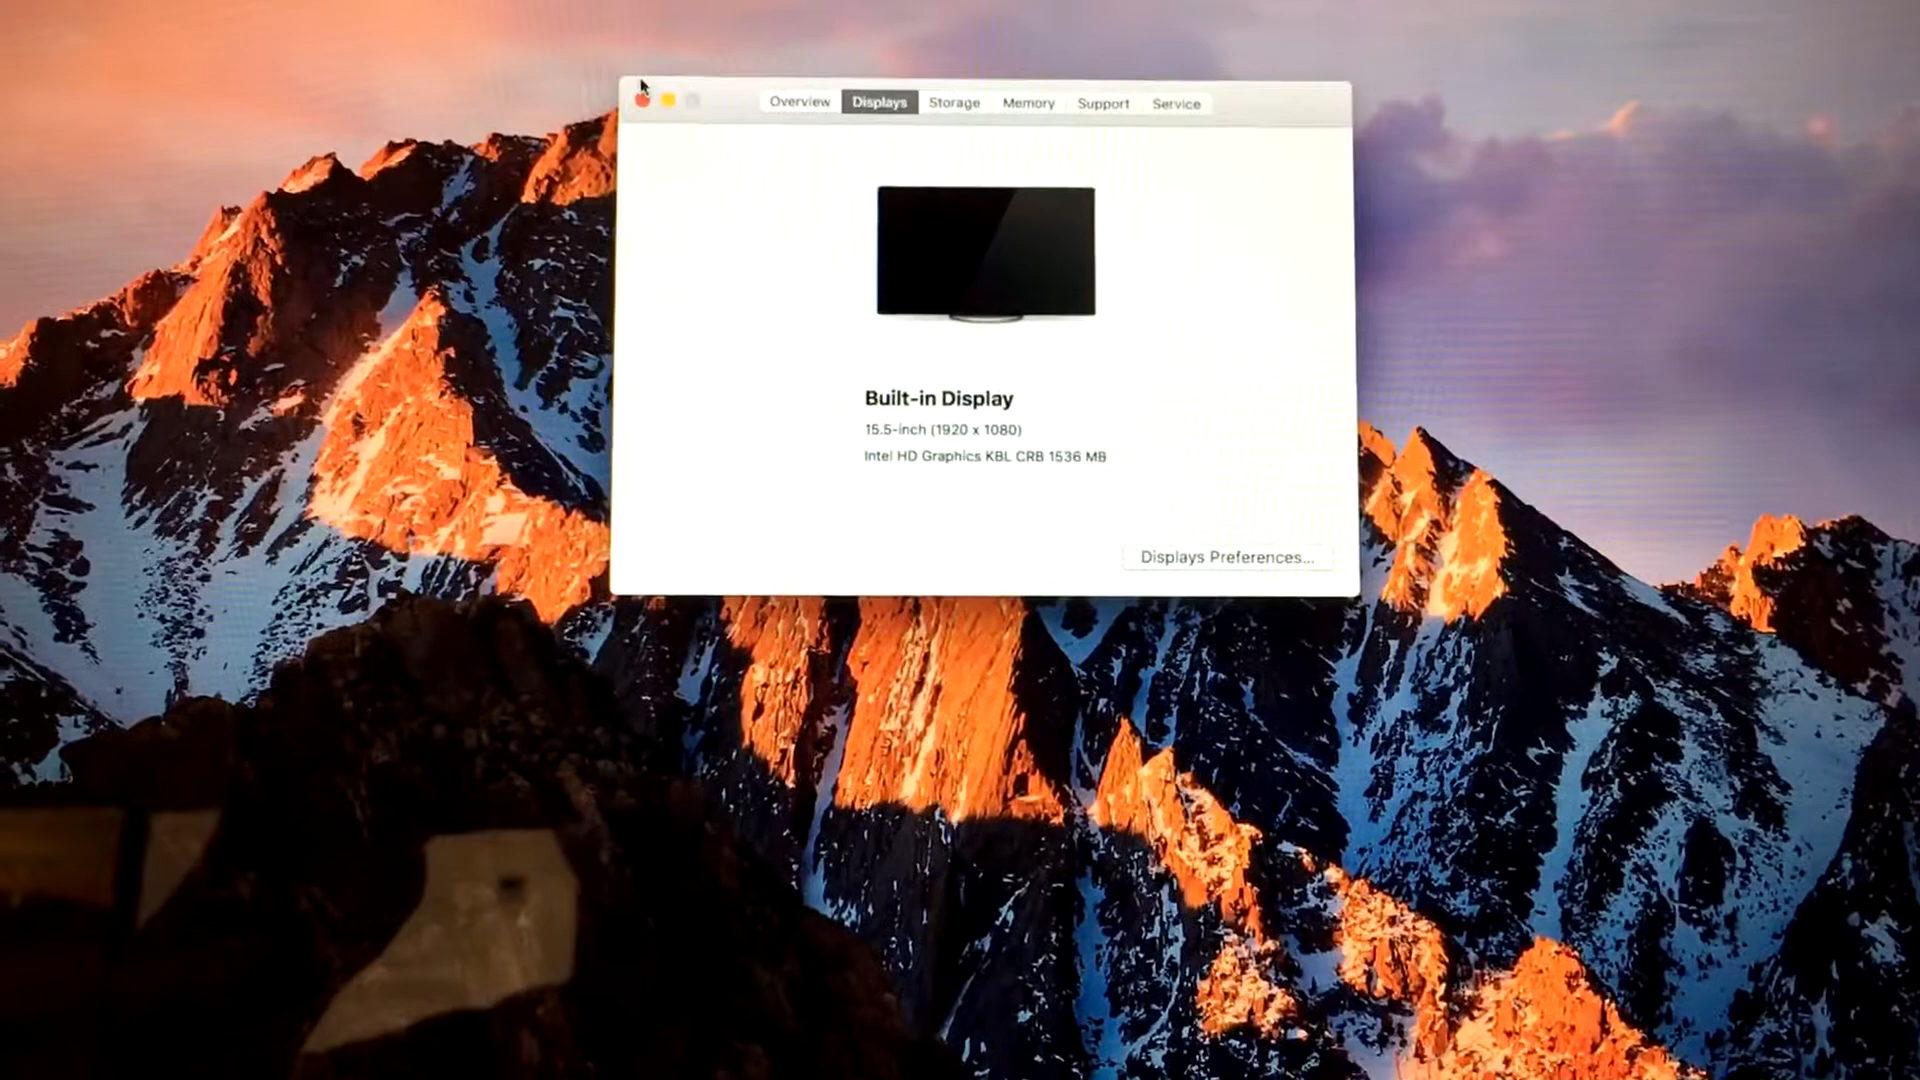 Overview Displays Storage Memory Support Service
Built-in Display
15.5-inch (1920 x 1080)
Intel HD Graphics KBL CRB 1536 MB
Displays Preferences...